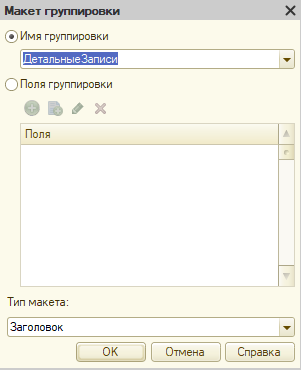 Макет группировки
Имя группировки
ДетальныеЗаписи
Поля группировки
Поля
Тип макета:
Заголовок
OK Отмена Справка